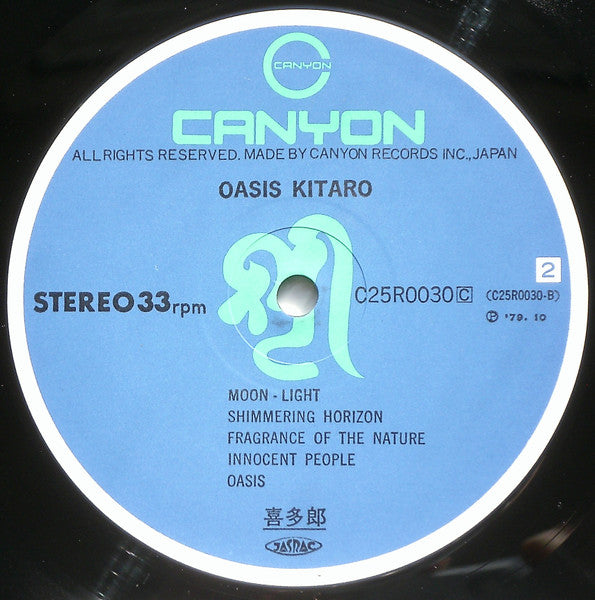 CANYON
CANYON
ALL RIGHTS RESERVED. MADE BY CANYON RECORDS INC., JAPAN
OASIS KITARO
2
STEREO 33rpm
C25R0030 C (C25R0030-B)
Ⓟ '79. 10
MOON - LIGHT
SHIMMERING HORIZON
FRAGRANCE OF THE NATURE
INNOCENT PEOPLE
OASIS
喜多郎
JASRAC